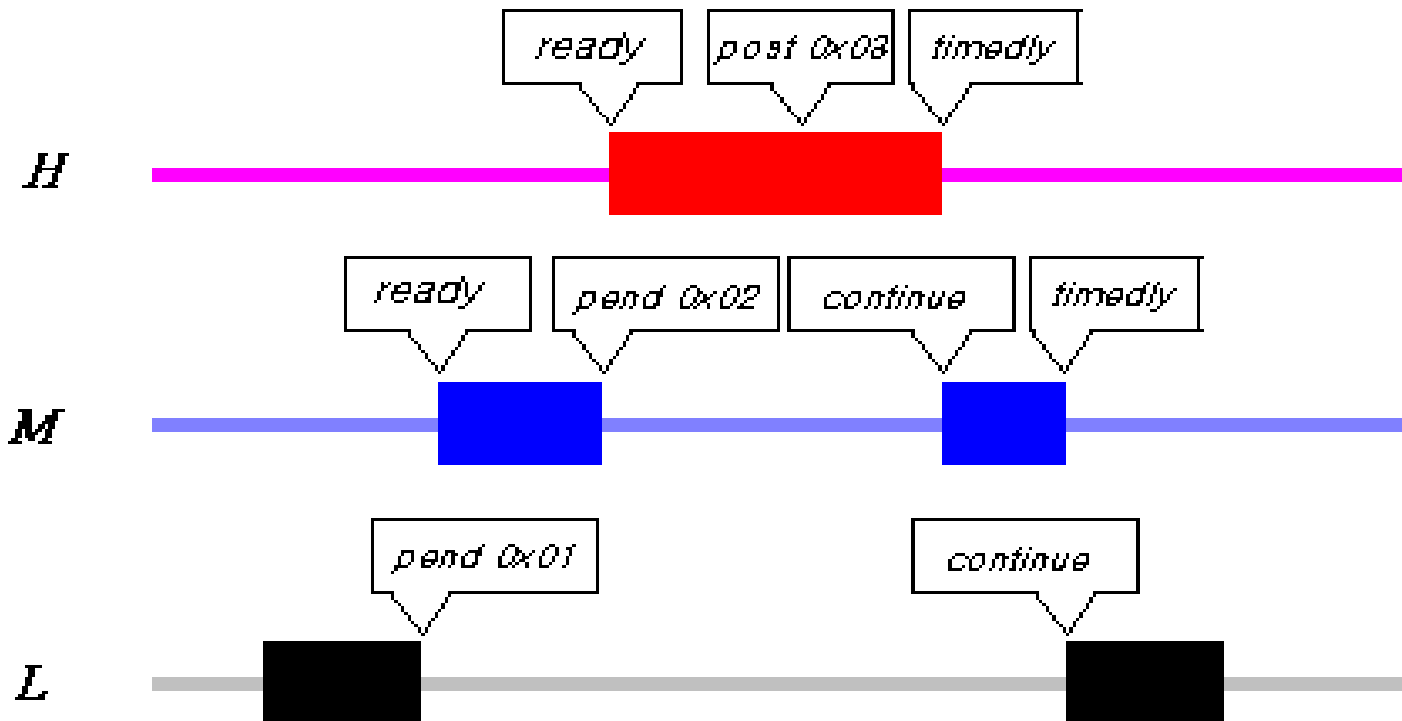 ready
post 0x03
timedly
H
ready
pend 0x02
continue
timedly
M
pend 0x01
continue
L